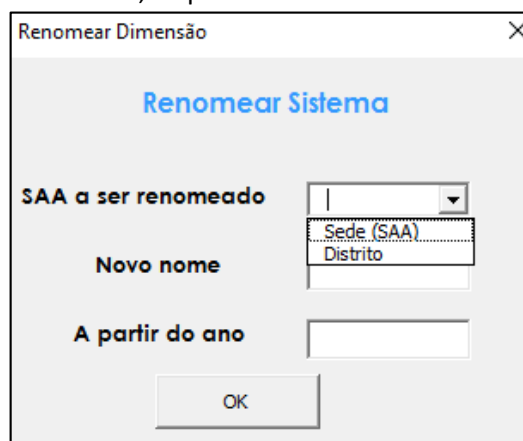 Renomear Dimensão
Renomear Sistema
SAA a ser renomeado
Sede (SAA)
Distrito
Novo nome
A partir do ano
OK